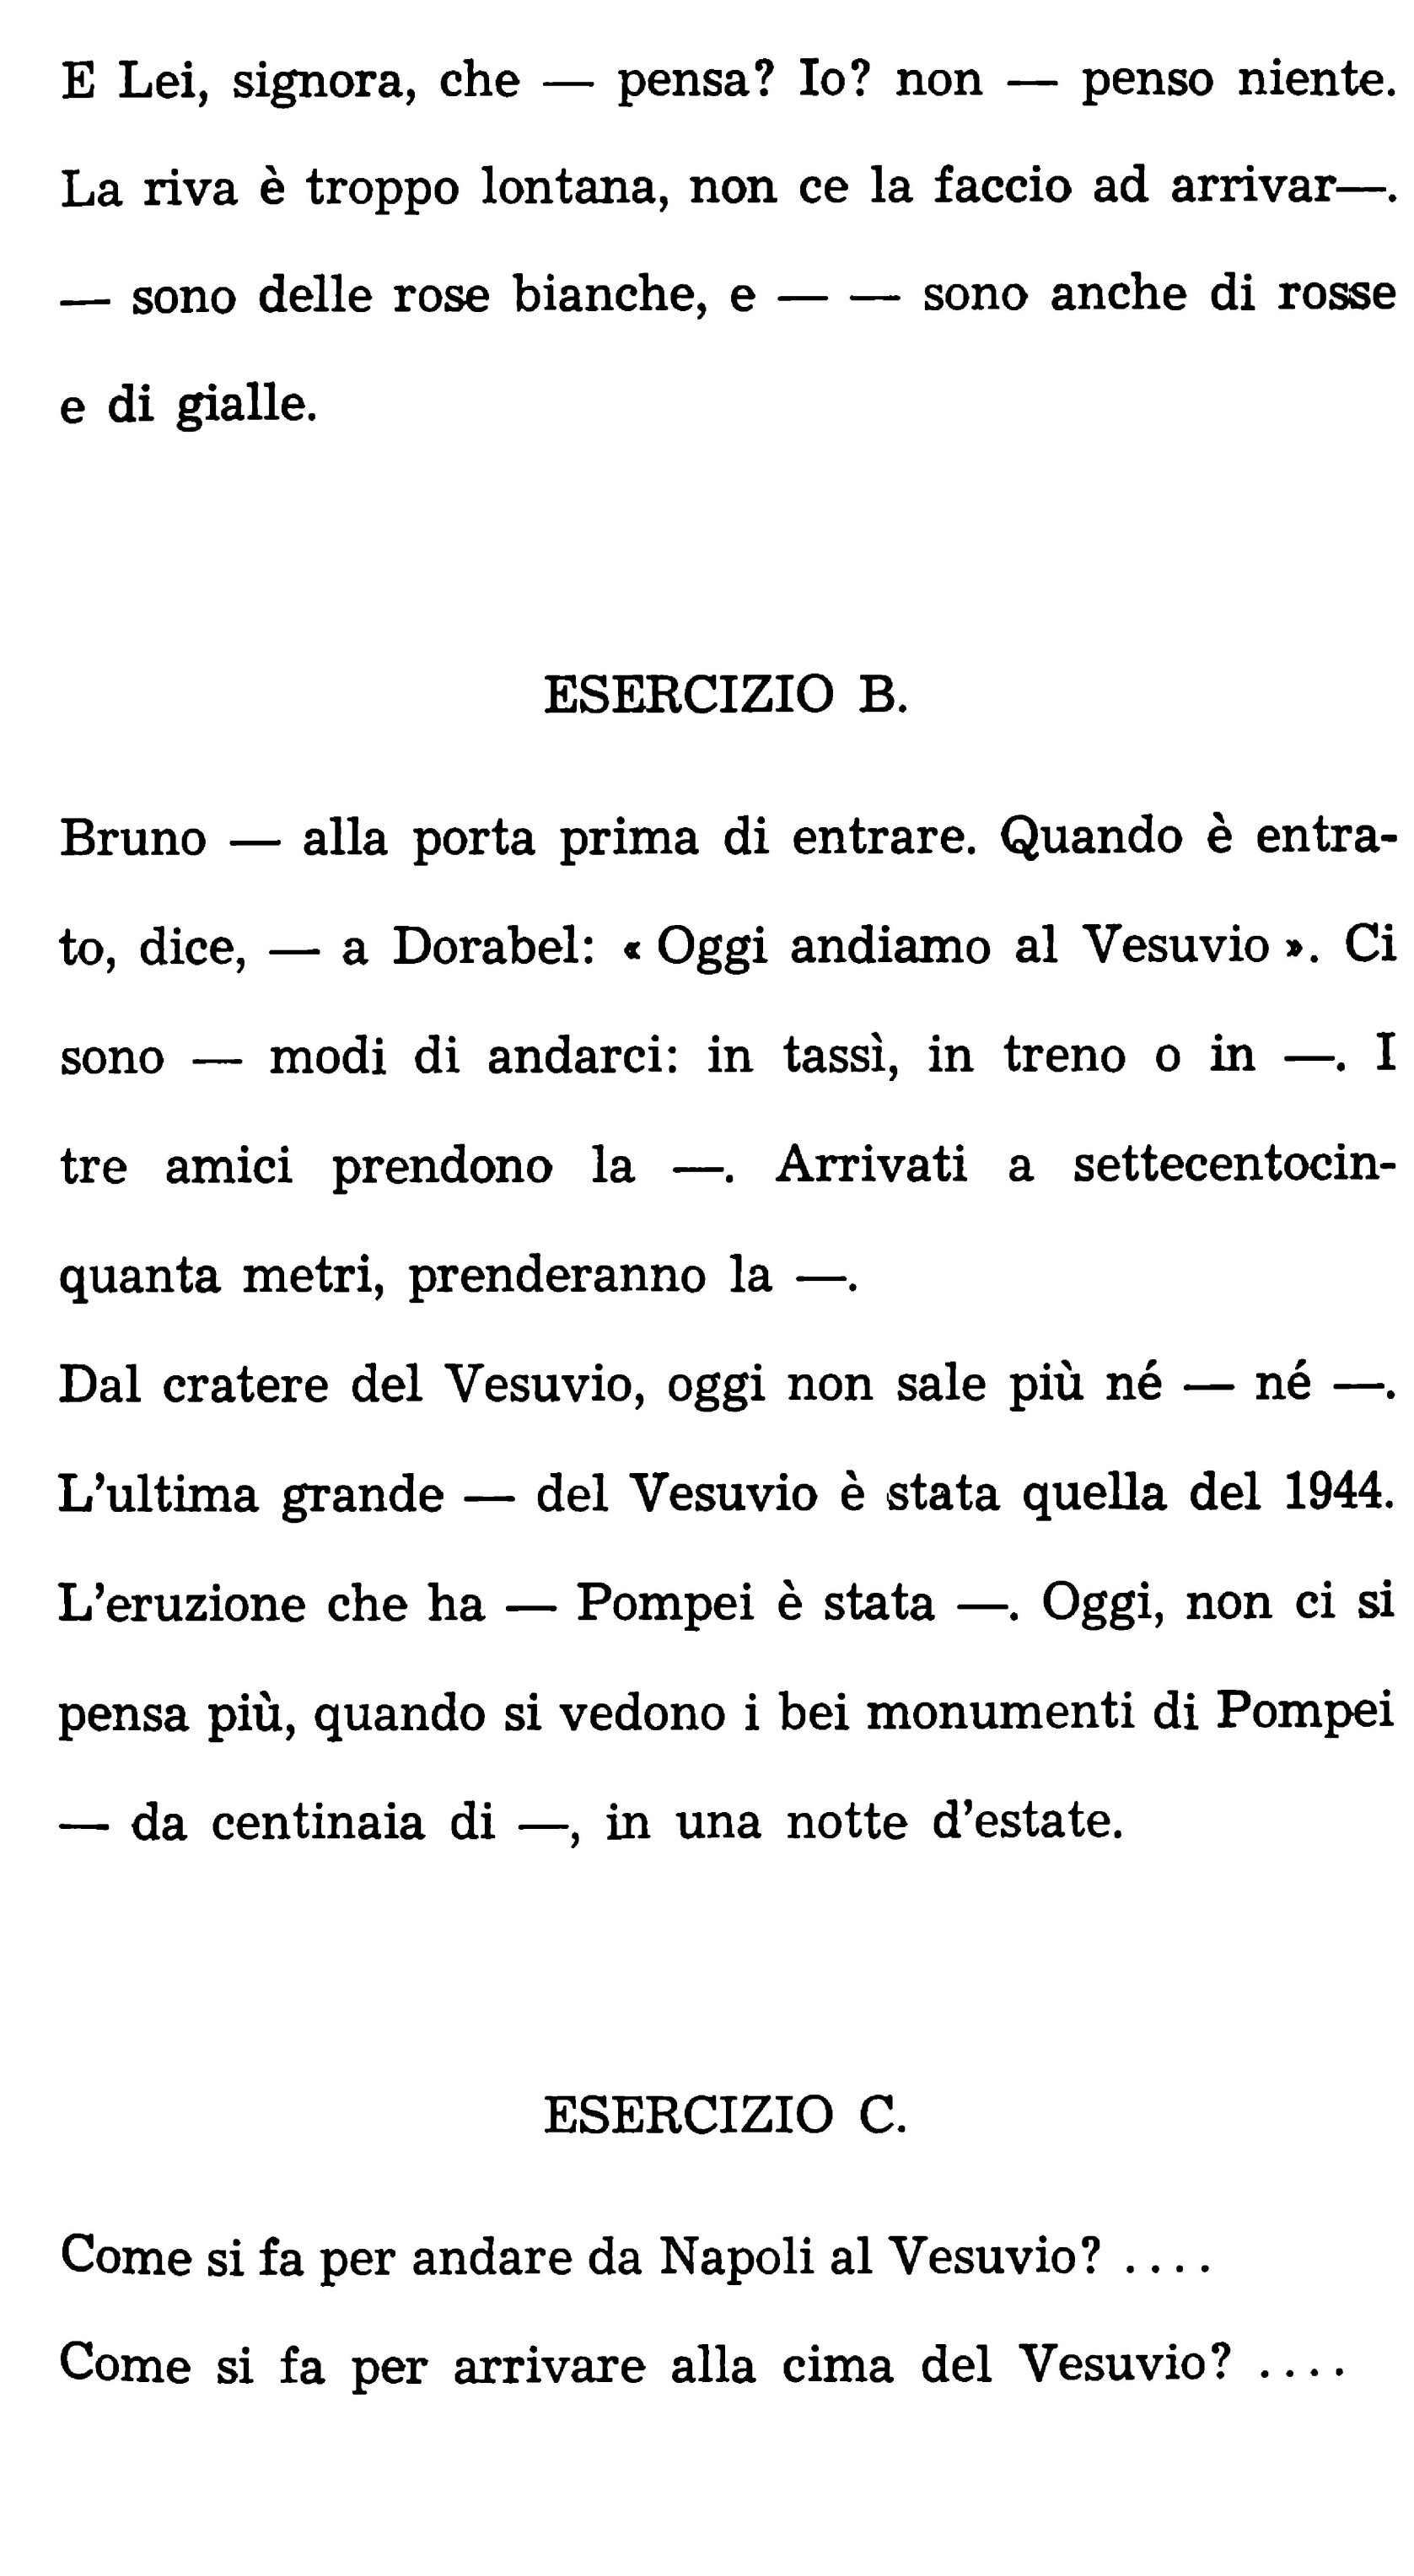 E Lei, signora, che — pensa? Io? non — penso niente.
La riva è troppo lontana, non ce la faccio ad arrivar—.
— sono delle rose bianche, e — — sono anche di rosse
e di gialle.
ESERCIZIO B.
Bruno — alla porta prima di entrare. Quando è entra-
to, dice, — a Dorabel: « Oggi andiamo al Vesuvio ». Ci
sono — modi di andarci: in tassì, in treno o in —. I
tre amici prendono la —. Arrivati a settecentocin-
quanta metri, prenderanno la —.
Dal cratere del Vesuvio, oggi non sale più né — né —.
L'ultima grande — del Vesuvio è stata quella del 1944.
L'eruzione che ha — Pompei è stata —. Oggi, non ci si
pensa più, quando si vedono i bei monumenti di Pompei
— da centinaia di —, in una notte d'estate.
ESERCIZIO C.
Come si fa per andare da Napoli al Vesuvio? ....
Come si fa per arrivare alla cima del Vesuvio? ....